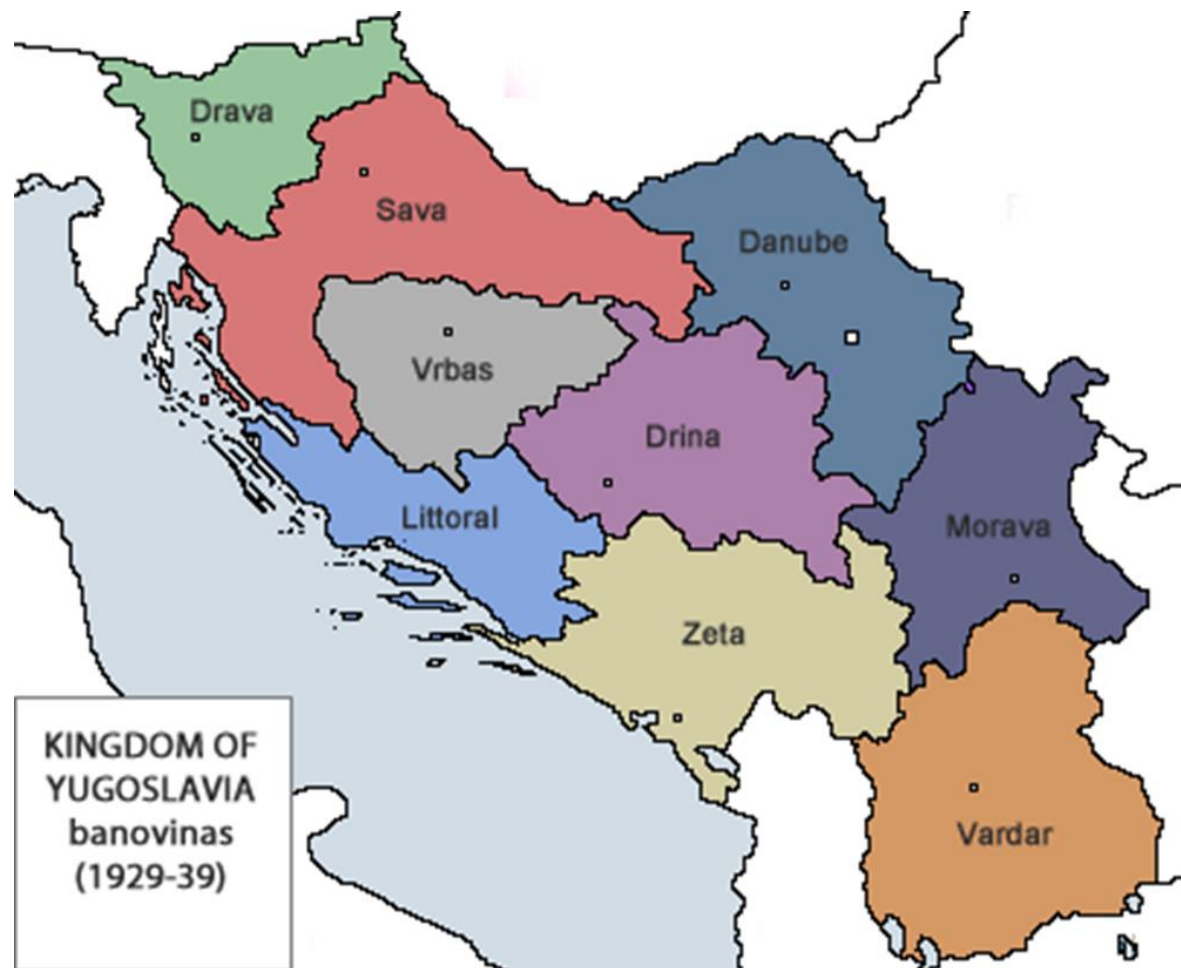 Drava
Sava
Danube
Vrbas
Drina
Littoral
Morava
Zeta
Vardar
KINGDOM OF
YUGOSLAVIA
banovinas
(1929-39)